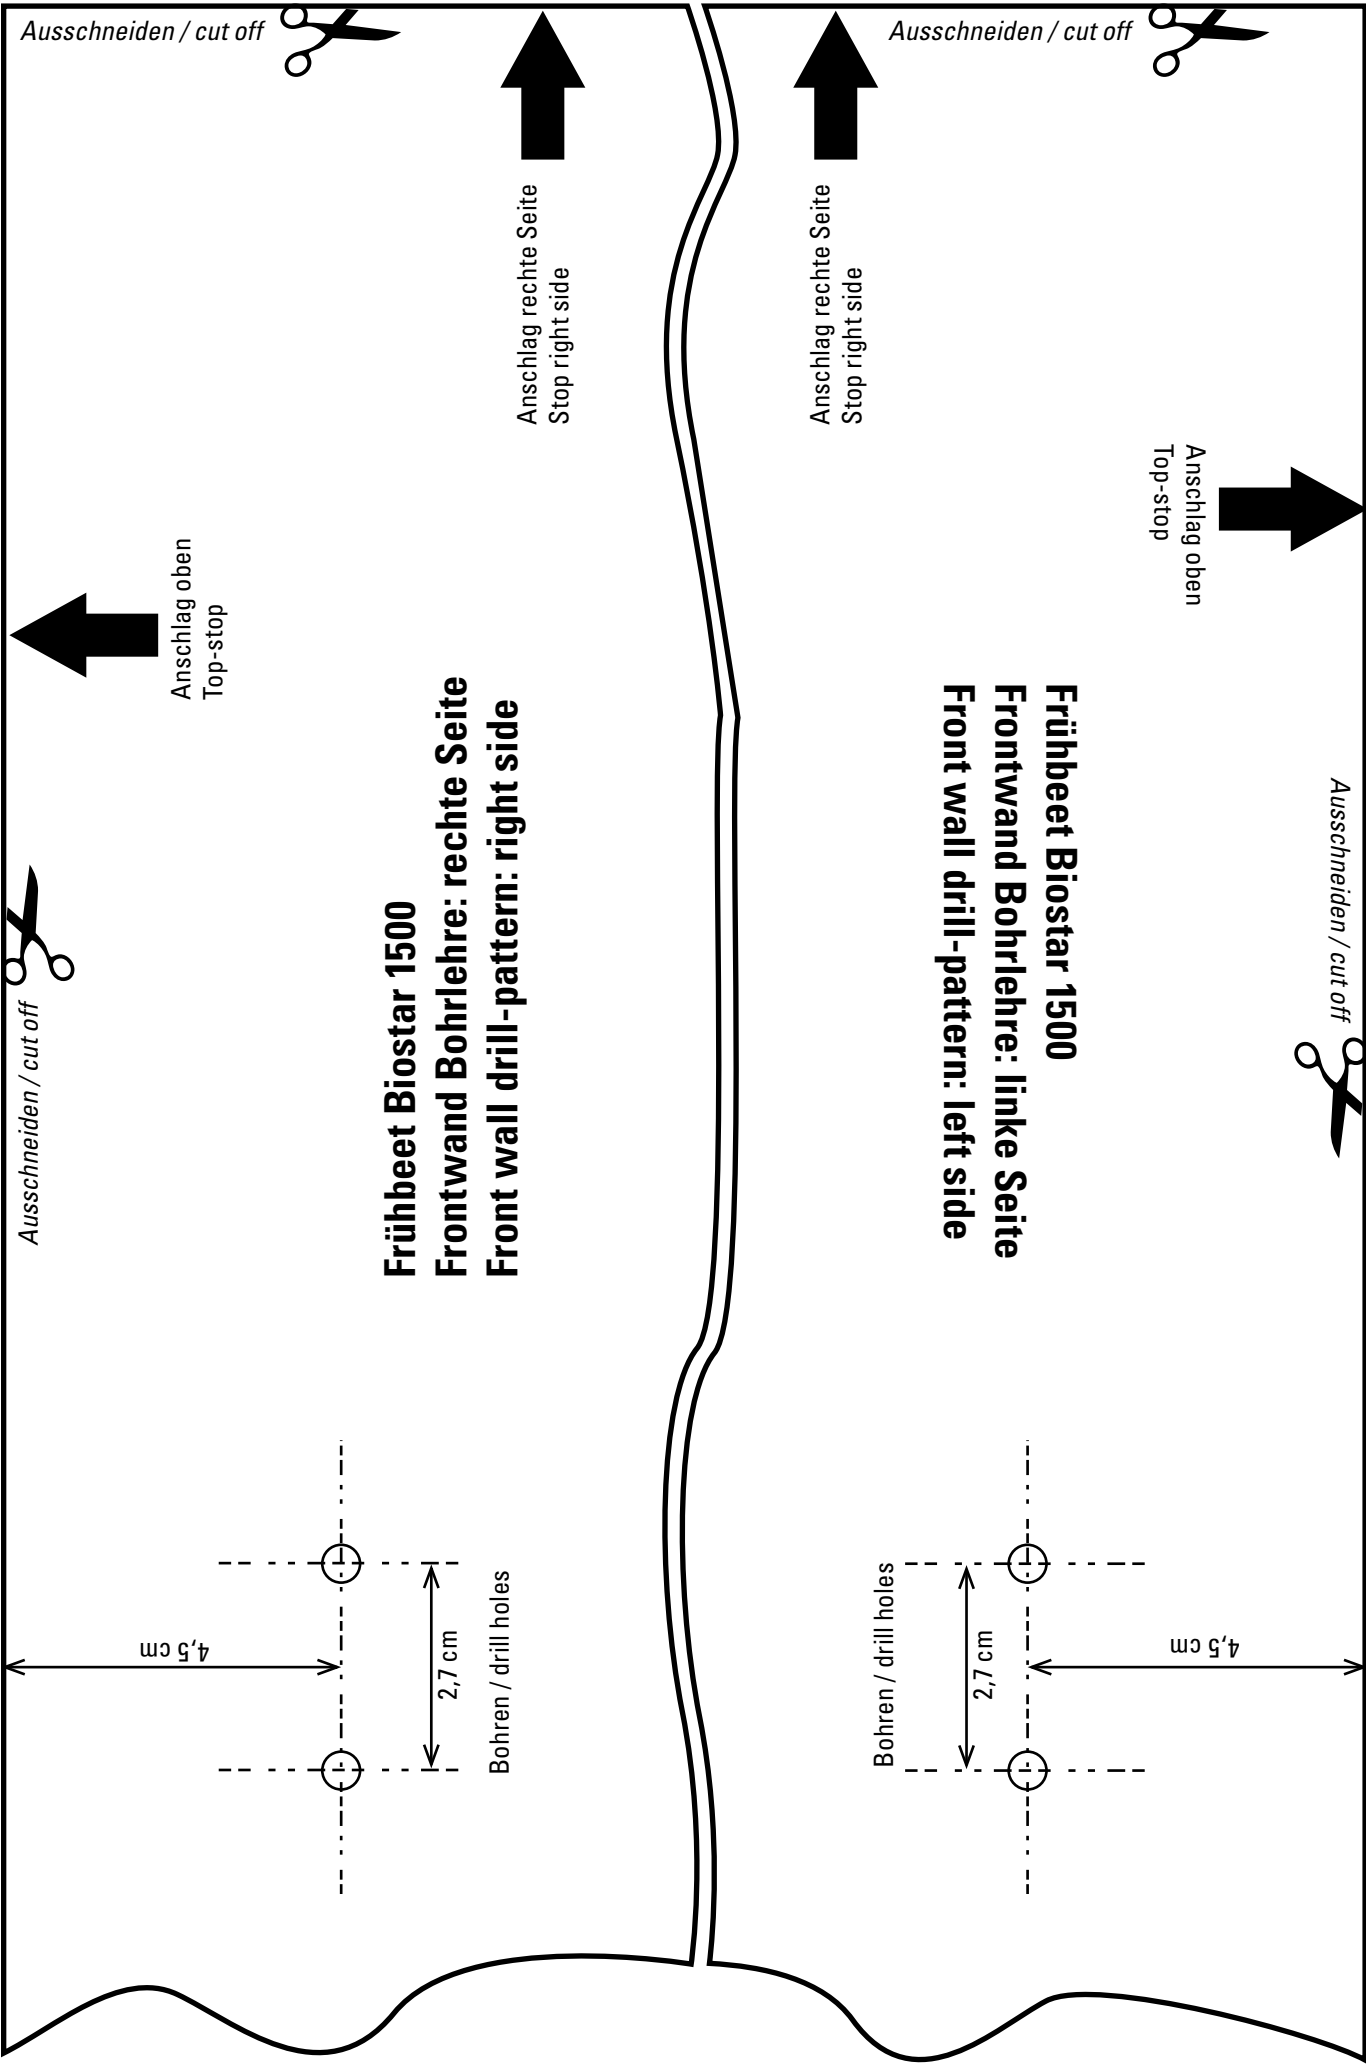 Ausschneiden / cut off
Anschlag rechte Seite
Stop right side
Anschlag oben
Top-stop
Frühbeet Biostar 1500
Frontwand Bohrlehre: rechte Seite
Front wall drill-pattern: right side
Ausschneiden / cut off
4,5 cm
2,7 cm
Bohren / drill holes
Ausschneiden / cut off
Anschlag rechte Seite
Stop right side
Anschlag oben
Top-stop
Frühbeet Biostar 1500
Frontwand Bohrlehre: linke Seite
Front wall drill-pattern: left side
Ausschneiden / cut off
Bohren / drill holes
2,7 cm
4,5 cm